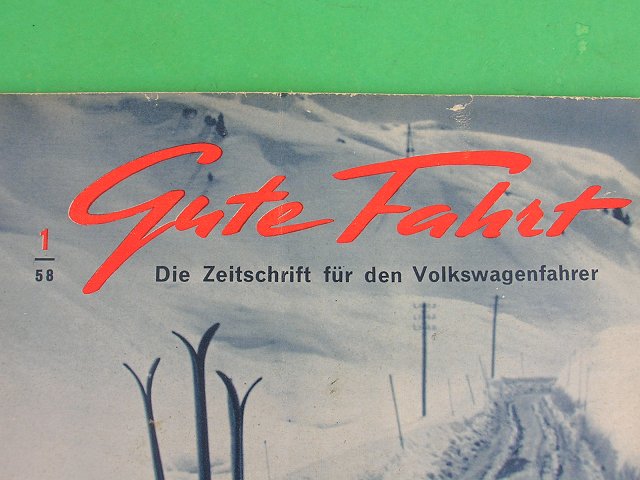 Gute Fahrt
1
58
Die Zeitschrift für den Volkswagenfahrer